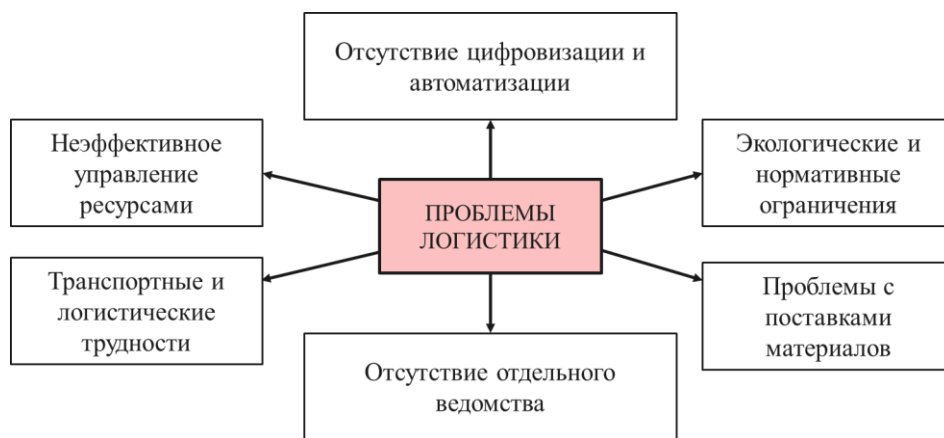 Отсутствие цифровизации и
автоматизации
Неэффективное
управление
ресурсами
Экологические и
нормативные
ограничения
ПРОБЛЕМЫ
ЛОГИСТИКИ
Транспортные и
логистические
трудности
Проблемы с
поставками
материалов
Отсутствие отдельного
ведомства